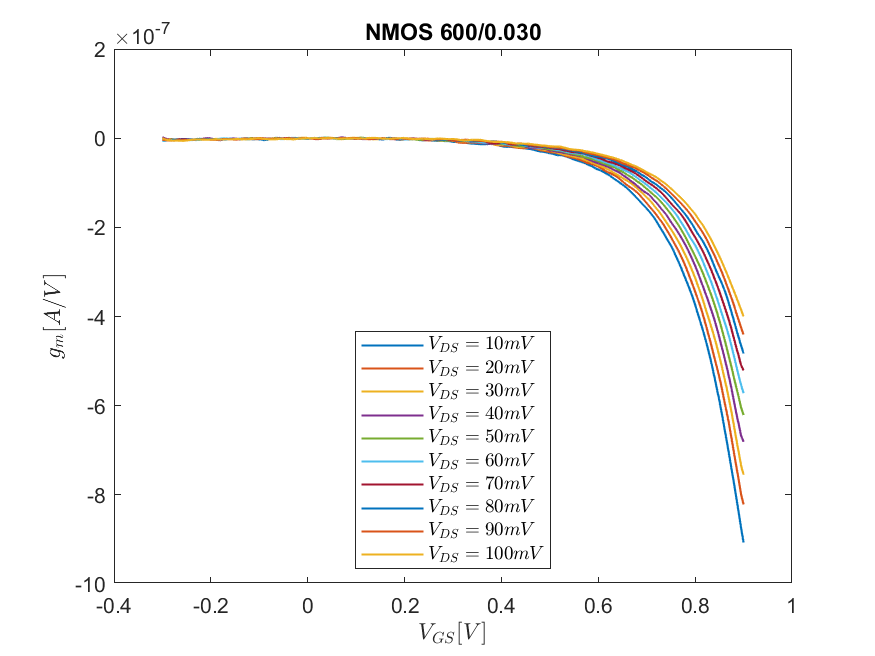 NMOS 600/0.030
×10-7
2
0
-2
-4
-6
-8
-10
g_m[A/V]
V_DS = 10mV
V_DS = 20mV
V_DS = 30mV
V_DS = 40mV
V_DS = 50mV
V_DS = 60mV
V_DS = 70mV
V_DS = 80mV
V_DS = 90mV
V_DS = 100mV
-0.4 -0.2 0 0.2 0.4 0.6 0.8 1
V_GS[V]